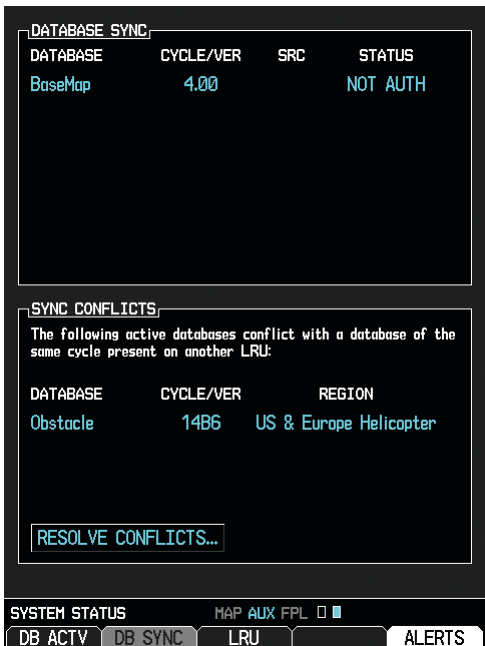 DATABASE SYNC
DATABASE CYCLE/VER SRC STATUS
BaseMap 4.00 NOT AUTH
SYNC CONFLICTS
The following active databases conflict with a database of the
same cycle present on another LRU:
DATABASE CYCLE/VER REGION
Obstacle 14B6 US & Europe Helicopter
RESOLVE CONFLICTS...
SYSTEM STATUS MAP AUX FPL
DB ACTV DB SYNC LRU ALERTS